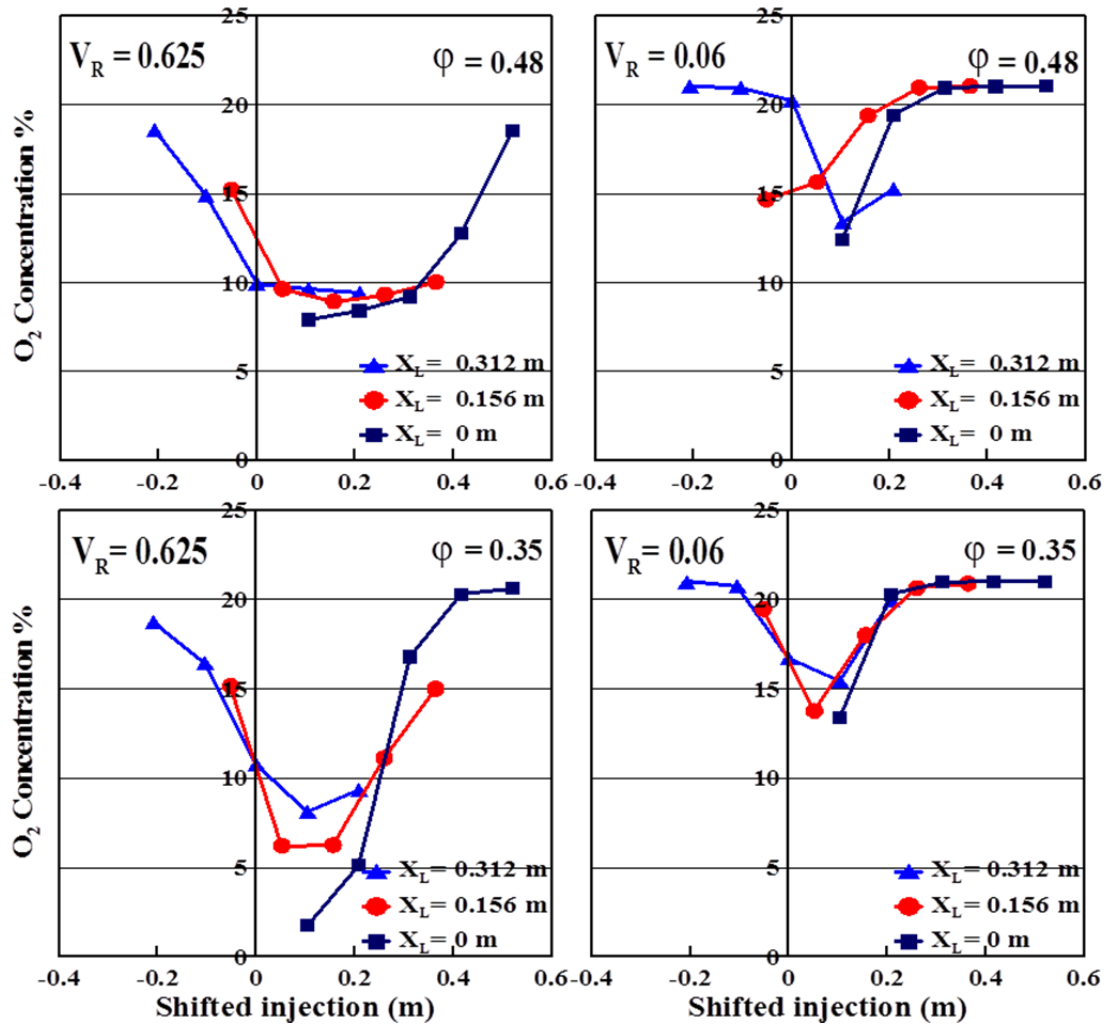 25
V_R = 0.625
φ = 0.48
20
15
10
5
0
O₂ Concentration %
X_L = 0.312 m
X_L = 0.156 m
X_L = 0 m
-0.4 -0.2 0 0.2 0.4 0.6
25
V_R = 0.06
φ = 0.48
20
15
10
5
0
X_L = 0.312 m
X_L = 0.156 m
X_L = 0 m
-0.4 -0.2 0 0.2 0.4 0.6
25
V_R = 0.625
φ = 0.35
20
15
10
5
0
O₂ Concentration %
X_L = 0.312 m
X_L = 0.156 m
X_L = 0 m
-0.4 -0.2 0 0.2 0.4 0.6
Shifted injection (m)
25
V_R = 0.06
φ = 0.35
20
15
10
5
0
X_L = 0.312 m
X_L = 0.156 m
X_L = 0 m
-0.4 -0.2 0 0.2 0.4 0.6
Shifted injection (m)